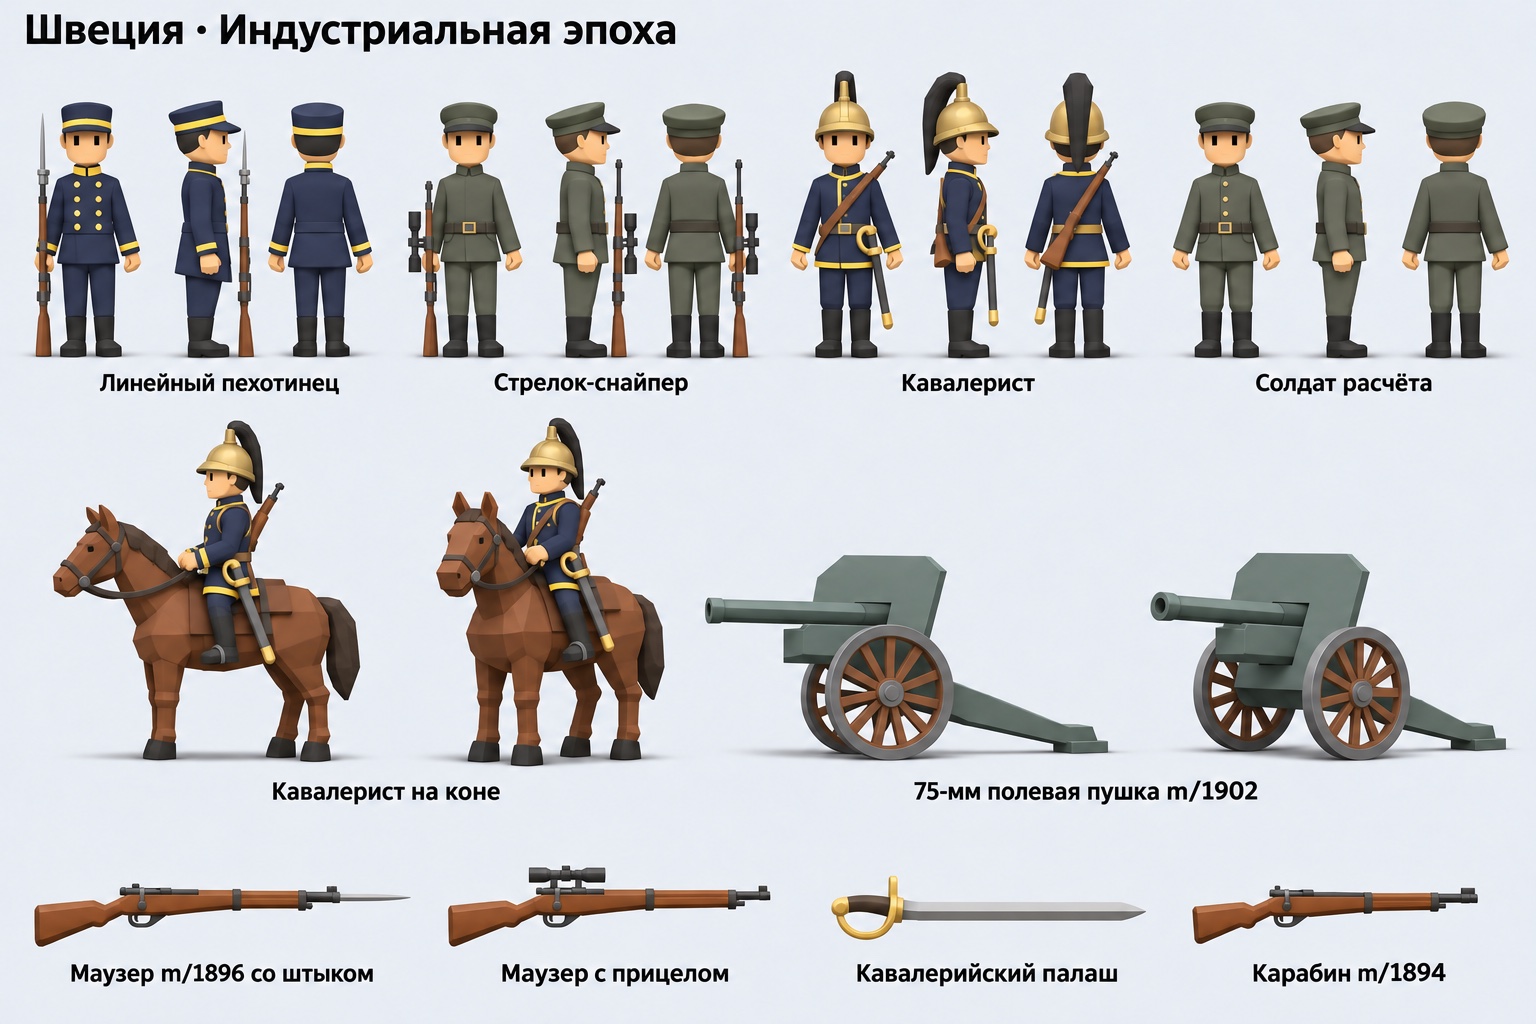 Швеция · Индустриальная эпоха
Линейный пехотинец
Стрелок-снайпер
Кавалерист
Солдат расчёта
Кавалерист на коне
75-мм полевая пушка m/1902
Маузер m/1896 со штыком
Маузер с прицелом
Кавалерийский палаш
Карабин m/1894